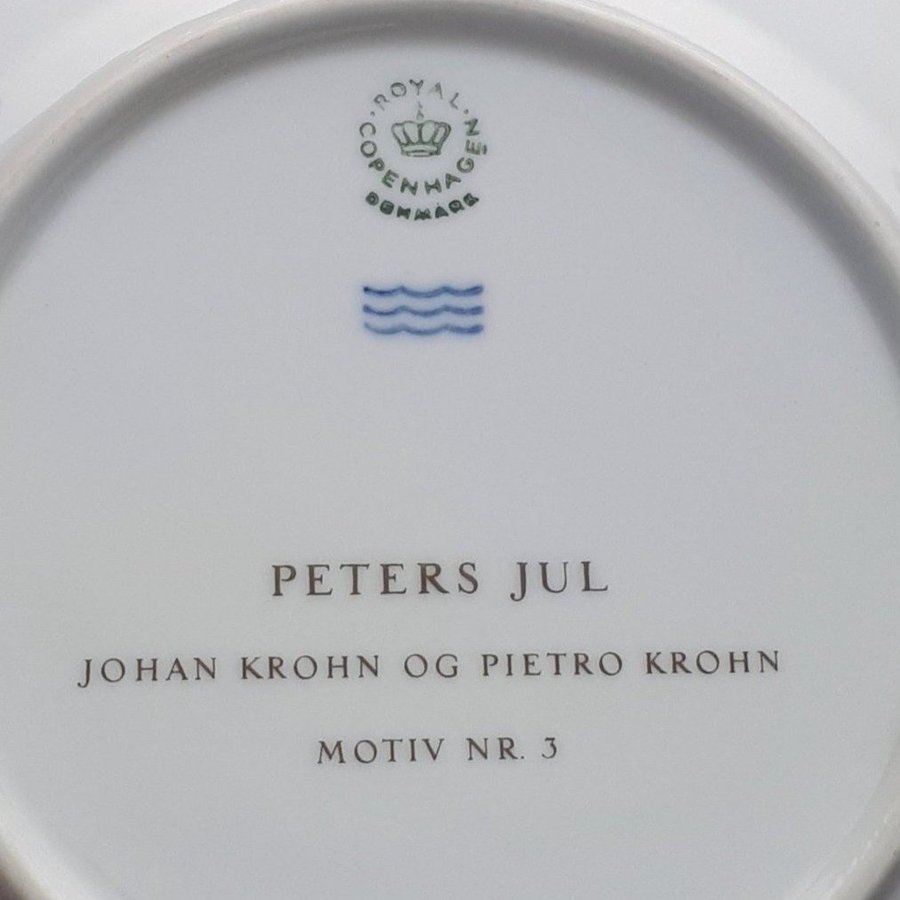 ROYAL COPENHAGEN
DENMARK
PETERS JUL
JOHAN KROHN OG PIETRO KROHN
MOTIV NR. 3